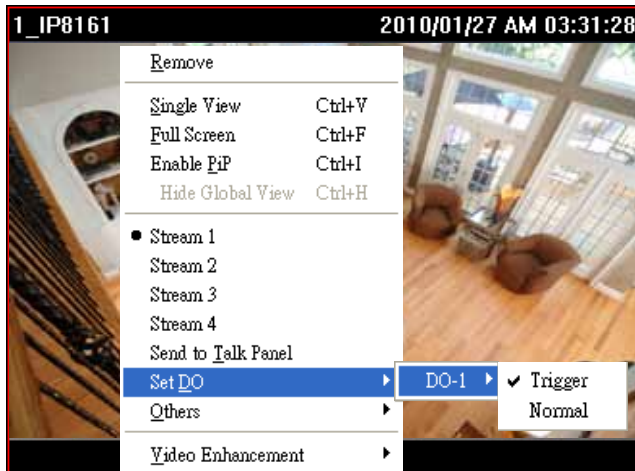 1_IP8161 2010/01/27 AM 03:31:28
Remove
Single View Ctrl+V
Full Screen Ctrl+F
Enable PiP Ctrl+I
Hide Global View Ctrl+H
Stream 1
Stream 2
Stream 3
Stream 4
Send to Talk Panel
Set DO DO-1 Trigger
Others Normal
Video Enhancement